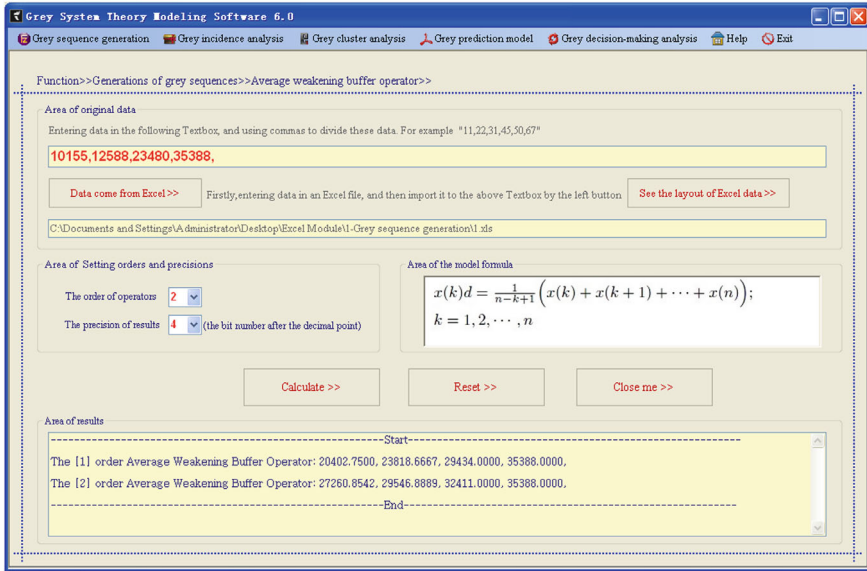 Grey System Theory Modeling Software 6.0
Grey sequence generation Grey incidence analysis Grey cluster analysis Grey prediction model Grey decision-making analysis Help Exit
Function>>Generations of grey sequences>>Average weakening buffer operator>>
Area of original data
Entering data in the following Textbox, and using commas to divide these data. For example "11,22,31,45,50,67"
10155,12588,23480,35388,
Data come from Excel >> Firstly,entering data in an Excel file, and then import it to the above Textbox by the left button See the layout of Excel data >>
C:\Documents and Settings\Administrator\Desktop\Excel Module\1-Grey sequence generation\1.xls
Area of Setting orders and precisions
The order of operators 2
The precision of results 4 (the bit number after the decimal point)
Area of the model formula
x(k)d = \frac{1}{n-k+1}(x(k) + x(k + 1) + ··· + x(n));
k = 1, 2, ··· , n
Calculate >> Reset >> Close me >>
Area of results
--------------------Start--------------------
The [1] order Average Weakening Buffer Operator: 20402.7500, 23818.6667, 29434.0000, 35388.0000,
The [2] order Average Weakening Buffer Operator: 27260.8542, 29546.8889, 32411.0000, 35388.0000,
--------------------End--------------------